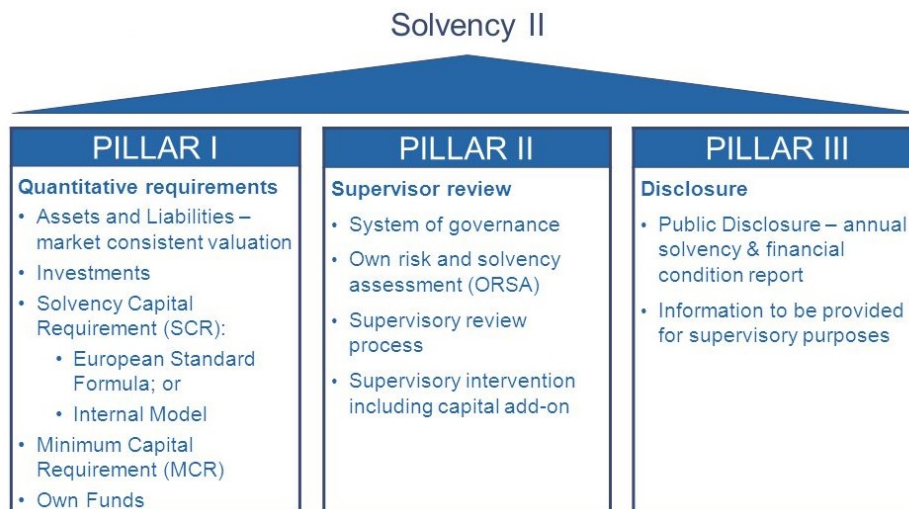 Solvency II
PILLAR I
Quantitative requirements
• Assets and Liabilities –
market consistent valuation
• Investments
• Solvency Capital
Requirement (SCR):
• European Standard
Formula; or
• Internal Model
• Minimum Capital
Requirement (MCR)
• Own Funds
PILLAR II
Supervisor review
• System of governance
• Own risk and solvency
assessment (ORSA)
• Supervisory review
process
• Supervisory intervention
including capital add-on
PILLAR III
Disclosure
• Public Disclosure – annual
solvency & financial
condition report
• Information to be provided
for supervisory purposes